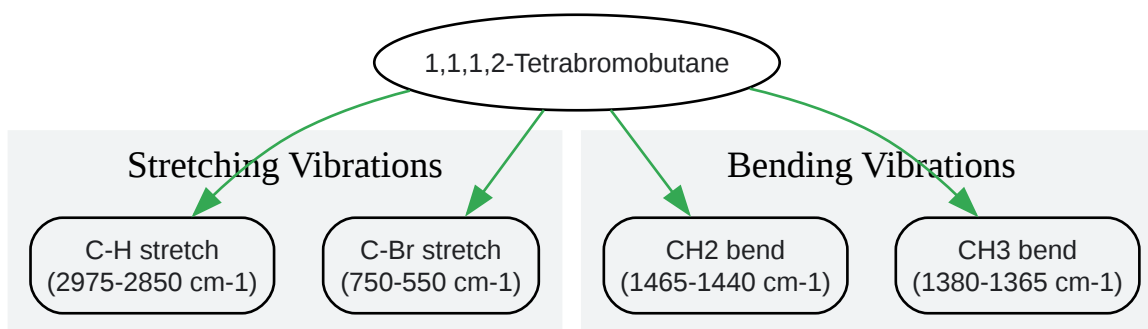 1,1,1,2-Tetrabromobutane
Stretching Vibrations
Bending Vibrations
C-H stretch
(2975-2850 cm-1)
C-Br stretch
(750-550 cm-1)
CH2 bend
(1465-1440 cm-1)
CH3 bend
(1380-1365 cm-1)